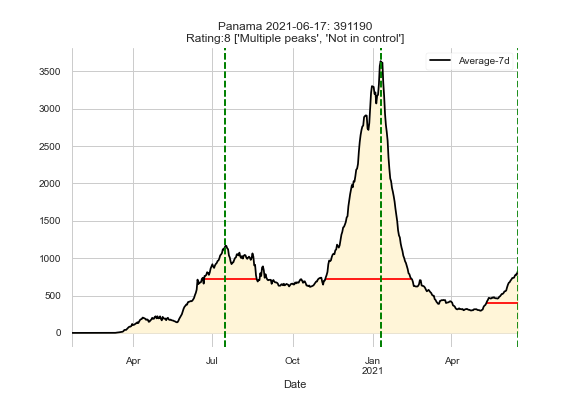 Panama 2021-06-17: 391190
Rating:8 ['Multiple peaks', 'Not in control']
Average-7d
3500
3000
2500
2000
1500
1000
500
0
Apr
Jul
Oct
Jan
2021
Apr
Date